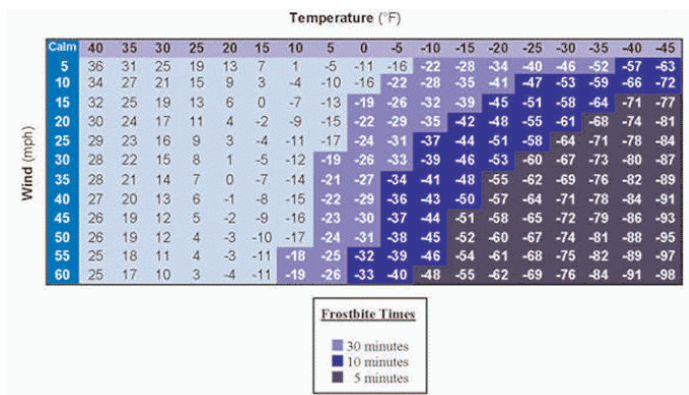 Temperature (°F)
Calm 40 35 30 25 20 15 10 5 0 -5 -10 -15 -20 -25 -30 -35 -40 -45
5 36 31 25 19 13 7 1 -5 -11 -16 -22 -28 -34 -40 -46 -52 -57 -63
10 34 27 21 15 9 3 -4 -10 -16 -22 -28 -35 -41 -47 -53 -59 -66 -72
15 32 25 19 13 6 0 -7 -13 -19 -26 -32 -39 -45 -51 -58 -64 -71 -77
20 30 24 17 11 4 -2 -9 -15 -22 -29 -35 -42 -48 -55 -61 -68 -74 -81
25 29 23 16 9 3 -4 -11 -17 -24 -31 -37 -44 -51 -58 -64 -71 -78 -84
30 28 22 15 8 1 -5 -12 -19 -26 -33 -39 -46 -53 -60 -67 -73 -80 -87
35 28 21 14 7 0 -7 -14 -21 -27 -34 -41 -48 -55 -62 -69 -76 -82 -89
40 27 20 13 6 -1 -8 -15 -22 -29 -36 -43 -50 -57 -64 -71 -78 -84 -91
45 26 19 12 5 -2 -9 -16 -23 -30 -37 -44 -51 -58 -65 -72 -79 -86 -93
50 26 19 12 4 -3 -10 -17 -24 -31 -38 -45 -52 -60 -67 -74 -81 -88 -95
55 25 18 11 4 -3 -11 -18 -25 -32 -39 -46 -54 -61 -68 -75 -82 -89 -97
60 25 17 10 3 -4 -11 -19 -26 -33 -40 -48 -55 -62 -69 -76 -84 -91 -98
Wind (mph)
Frostbite Times
30 minutes
10 minutes
5 minutes